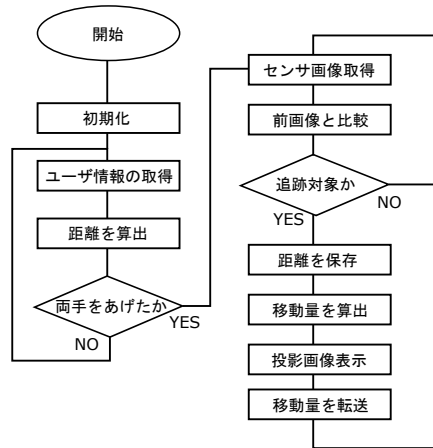 開始
初期化
ユーザ情報の取得
距離を算出
両手をあげたか
YES
NO
センサ画像取得
前画像と比較
追跡対象か
YES
NO
距離を保存
移動量を算出
投影画像表示
移動量を転送